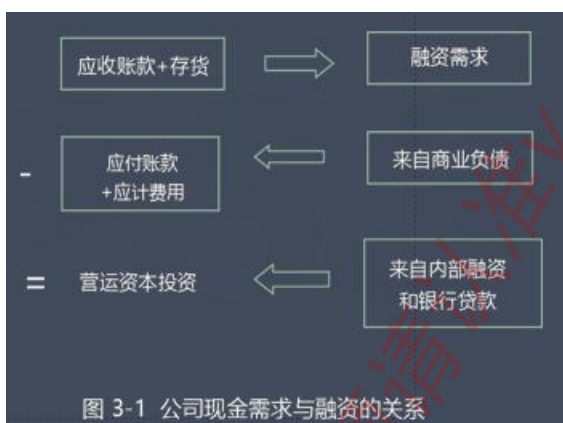 应收账款+存货
融资需求
-
应付账款
+应计费用
来自商业负债
=
营运资本投资
来自内部融资
和银行贷款
图 3-1 公司现金需求与融资的关系